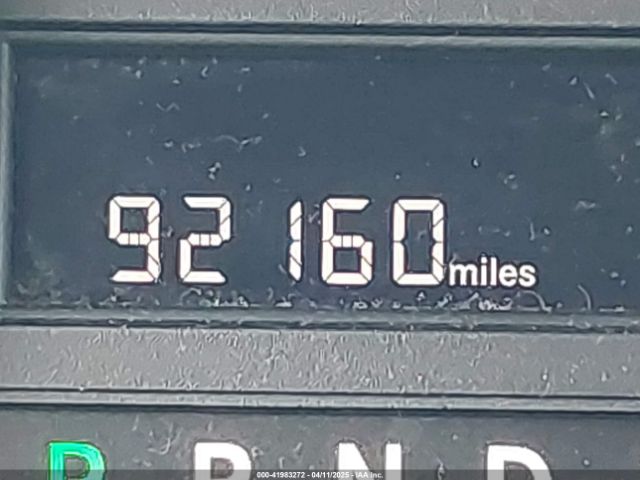 92160 miles
P R N D
000-41983272 - 04/11/2025 - IAA Inc.